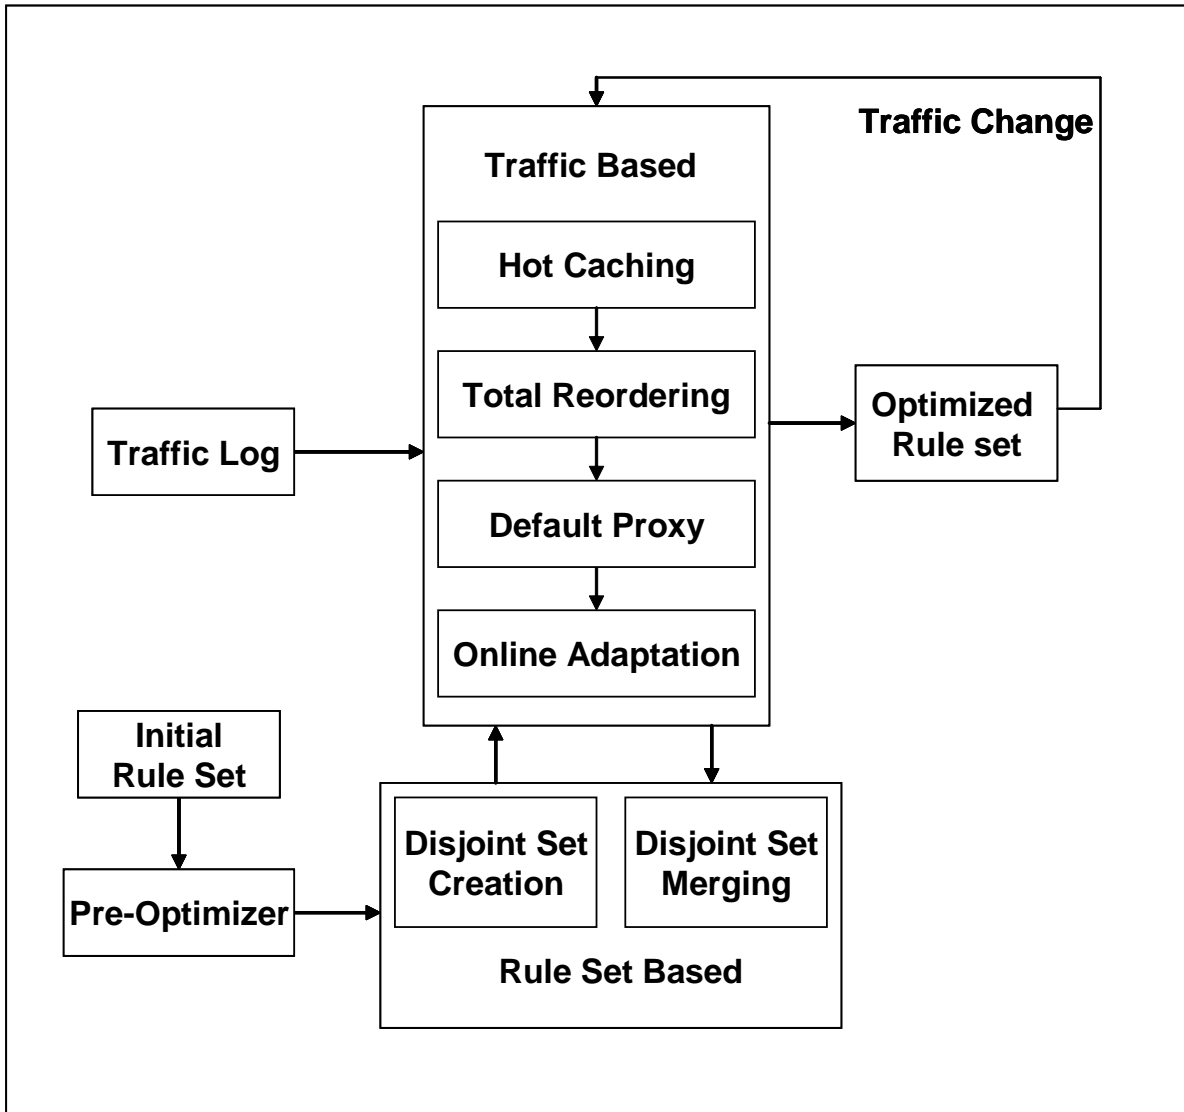 Traffic Change
Traffic Based
Hot Caching
Total Reordering
Optimized
Rule set
Traffic Log
Default Proxy
Online Adaptation
Initial
Rule Set
Disjoint Set
Creation
Disjoint Set
Merging
Pre-Optimizer
Rule Set Based